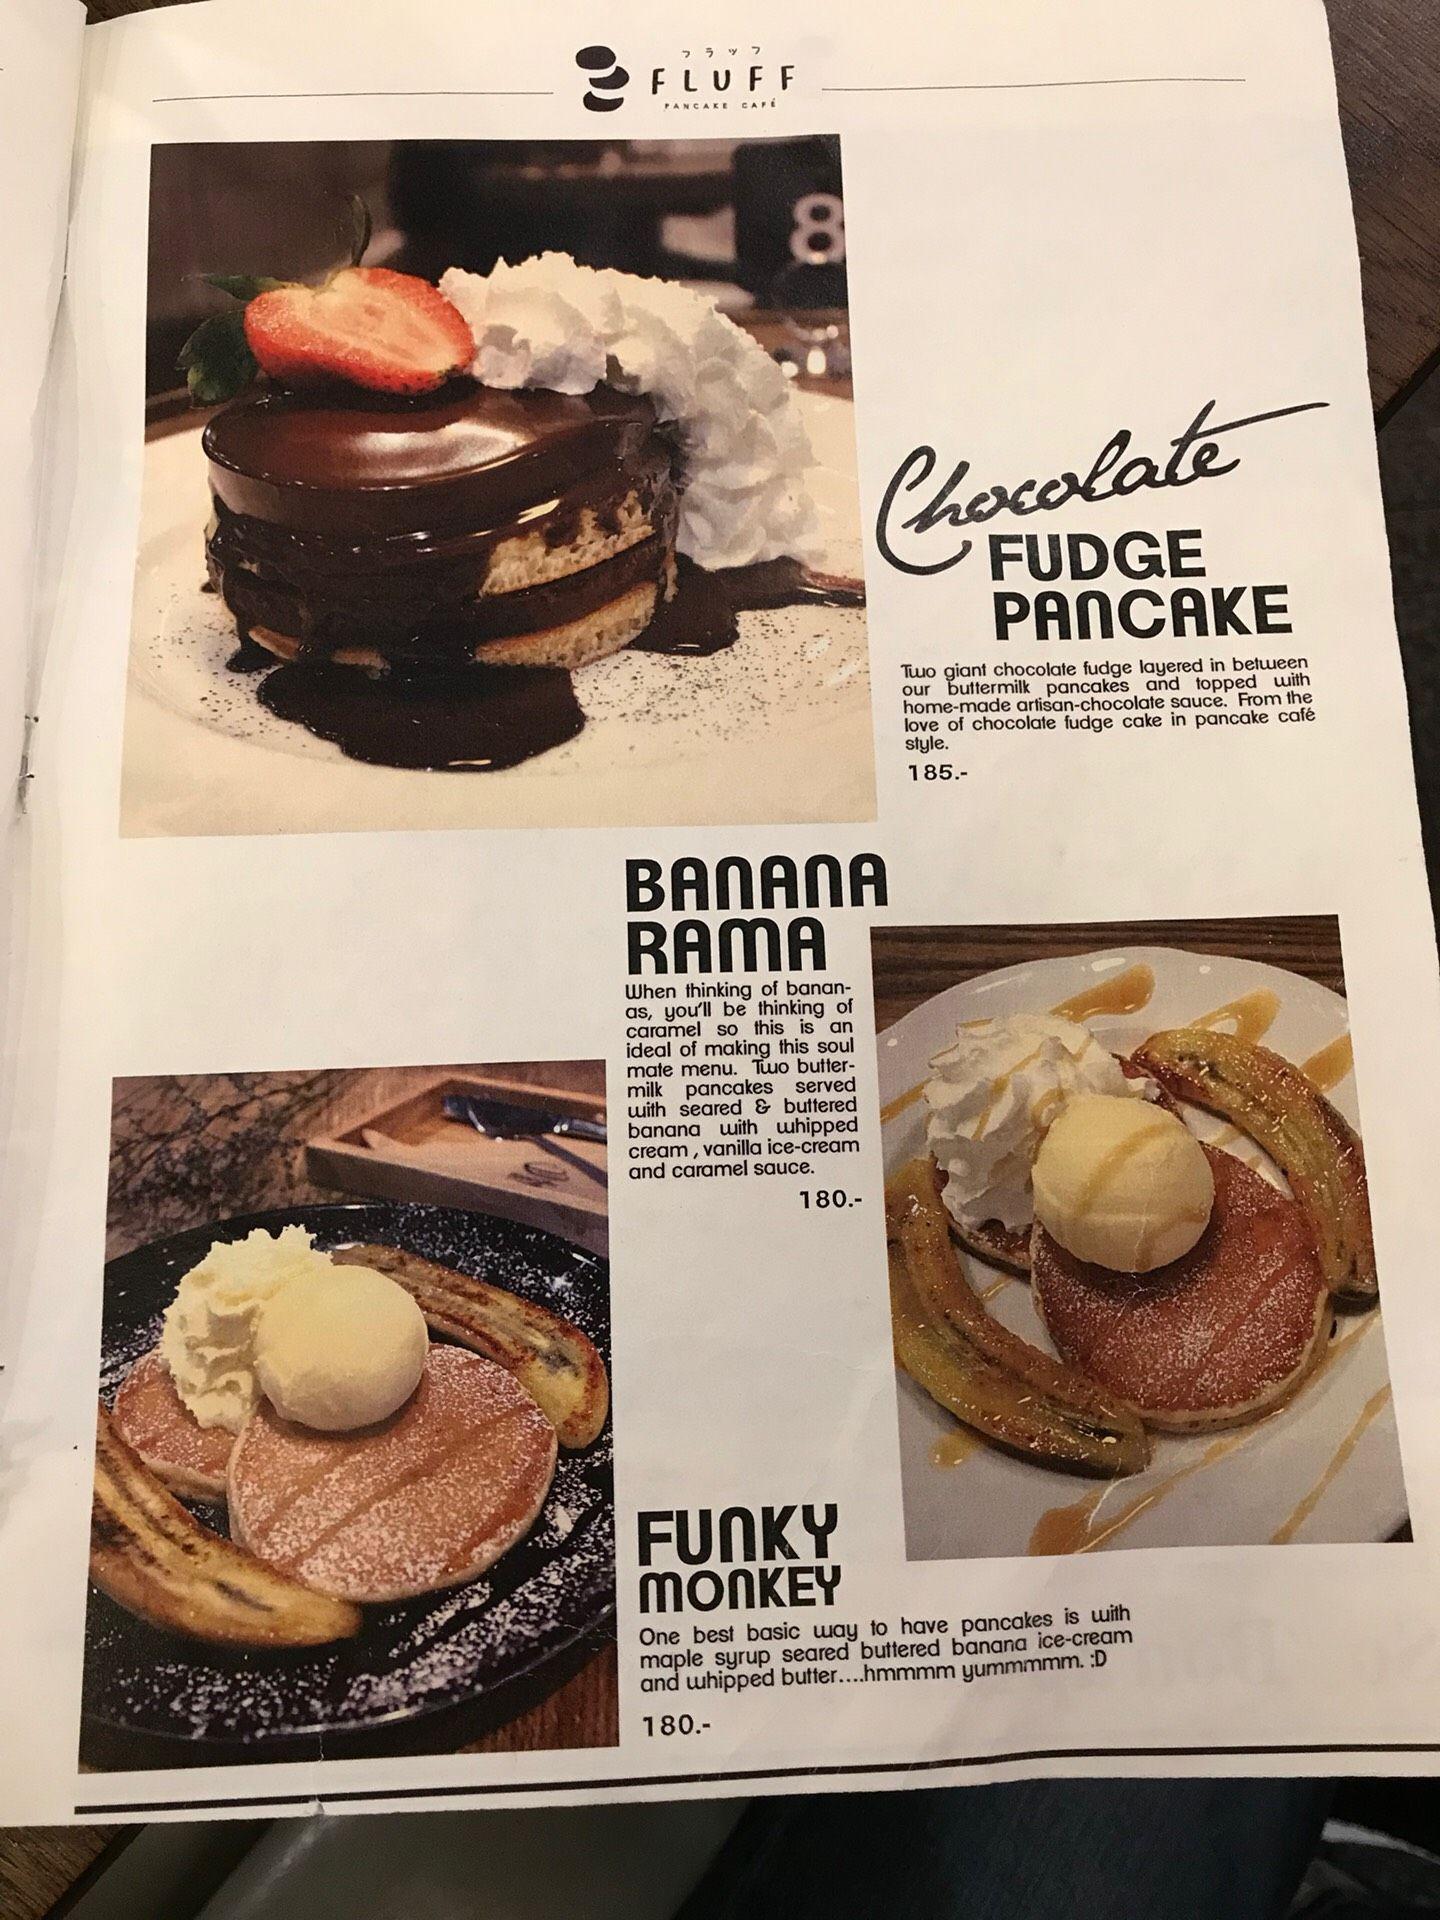 フラッフ
FLUFF
PANCAKE CAFÉ
8
Chocolate
FUDGE
PANCAKE
Two giant chocolate fudge layered in between
our buttermilk pancakes and topped with
home-made artisan-chocolate sauce. From the
love of chocolate fudge cake in pancake café
style.
185.-
BANANA
RAMA
When thinking of banan-
as, you'll be thinking of
caramel so this is an
ideal of making this soul
mate menu. Two butter-
milk pancakes served
with seared & buttered
banana with whipped
cream , vanilla ice-cream
and caramel sauce.
180.-
FUNKY
MONKEY
One best basic way to have pancakes is with
maple syrup seared buttered banana ice-cream
and whipped butter....hmmmm yummmmm. :D
180.-